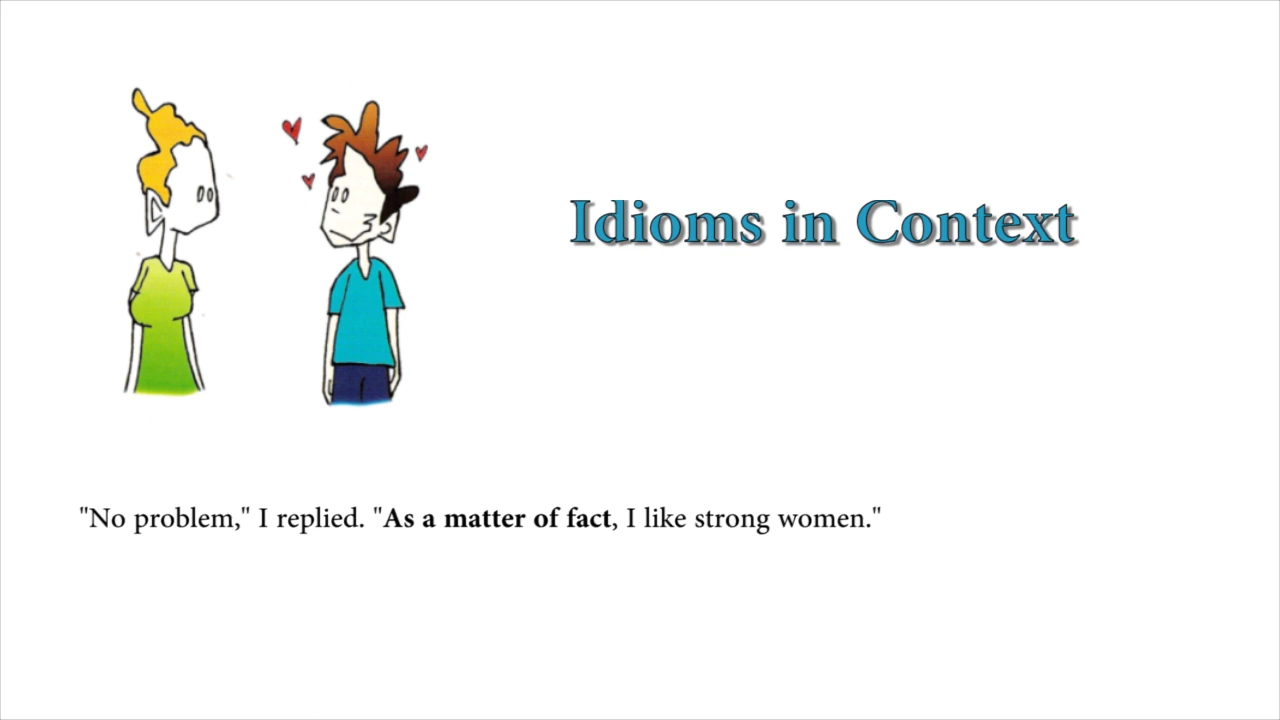 Idioms in Context
"No problem," I replied. "As a matter of fact, I like strong women."